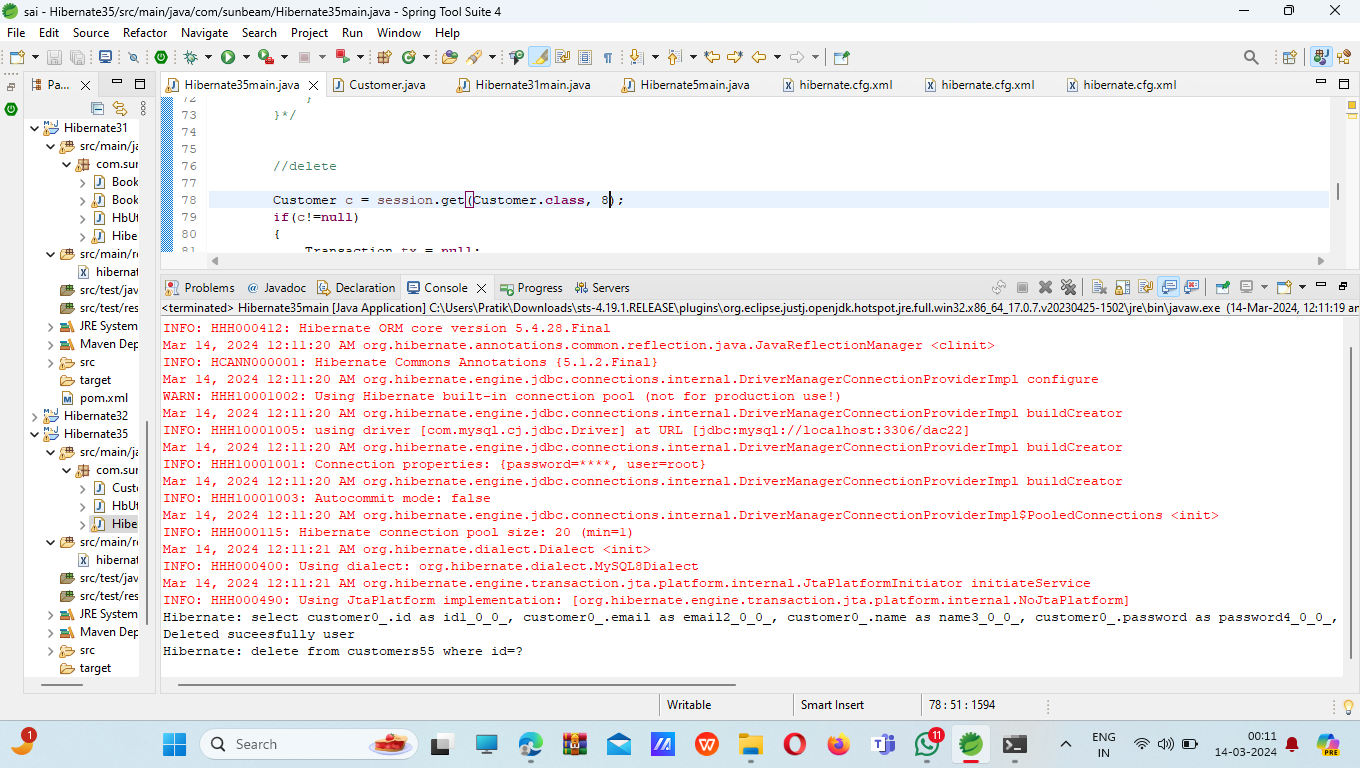 sai - Hibernate35/src/main/java/com/sunbeam/Hibernate35main.java - Spring Tool Suite 4
File Edit Source Refactor Navigate Search Project Run Window Help
Pa...
Hibernate35main.java
Customer.java
Hibernate31main.java
Hibernate5main.java
hibernate.cfg.xml
hibernate.cfg.xml
hibernate.cfg.xml
Hibernate31
src/main/ja
com.sur
Book
Book
HbUt
Hibe
src/main/re
hibernat
src/test/jav
src/test/res
JRE System
Maven Dep
src
target
pom.xml
Hibernate32
Hibernate35
src/main/ja
com.sur
Custo
HbUt
Hibe
src/main/re
hibernat
src/test/jav
src/test/res
JRE System
Maven Dep
src
target
72 }
73 }*/
74
75
76 //delete
77
78 Customer c = session.get(Customer.class, 8);
79 if(c!=null)
80 {
81 Transaction tx = null;
Problems @ Javadoc Declaration Console Progress Servers
<terminated> Hibernate35main [Java Application] C:\Users\Pratik\Downloads\sts-4.19.1.RELEASE\plugins\org.eclipse.justj.openjdk.hotspot.jre.full.win32.x86_64_17.0.7.v20230425-1502\jre\bin\javaw.exe (14-Mar-2024, 12:11:19 ar
INFO: HHH000412: Hibernate ORM core version 5.4.28.Final
Mar 14, 2024 12:11:20 AM org.hibernate.annotations.common.reflection.java.JavaReflectionManager <clinit>
INFO: HCANN000001: Hibernate Commons Annotations {5.1.2.Final}
Mar 14, 2024 12:11:20 AM org.hibernate.engine.jdbc.connections.internal.DriverManagerConnectionProviderImpl configure
WARN: HHH10001002: Using Hibernate built-in connection pool (not for production use!)
Mar 14, 2024 12:11:20 AM org.hibernate.engine.jdbc.connections.internal.DriverManagerConnectionProviderImpl buildCreator
INFO: HHH10001005: using driver [com.mysql.cj.jdbc.Driver] at URL [jdbc:mysql://localhost:3306/dac22]
Mar 14, 2024 12:11:20 AM org.hibernate.engine.jdbc.connections.internal.DriverManagerConnectionProviderImpl buildCreator
INFO: HHH10001001: Connection properties: {password=****, user=root}
Mar 14, 2024 12:11:20 AM org.hibernate.engine.jdbc.connections.internal.DriverManagerConnectionProviderImpl buildCreator
INFO: HHH10001003: Autocommit mode: false
Mar 14, 2024 12:11:20 AM org.hibernate.engine.jdbc.connections.internal.DriverManagerConnectionProviderImpl$PooledConnections <init>
INFO: HHH000115: Hibernate connection pool size: 20 (min=1)
Mar 14, 2024 12:11:21 AM org.hibernate.dialect.Dialect <init>
INFO: HHH000400: Using dialect: org.hibernate.dialect.MySQL8Dialect
Mar 14, 2024 12:11:21 AM org.hibernate.engine.transaction.jta.platform.internal.JtaPlatformInitiator initiateService
INFO: HHH000490: Using JtaPlatform implementation: [org.hibernate.engine.transaction.jta.platform.internal.NoJtaPlatform]
Hibernate: select customer0_.id as id1_0_0_, customer0_.email as email2_0_0_, customer0_.name as name3_0_0_, customer0_.password as password4_0_0_,
Deleted suceesfully user
Hibernate: delete from customers55 where id=?
Writable Smart Insert 78 : 51 : 1594
1
Search
11
ENG
IN
00:11
14-03-2024
PRE